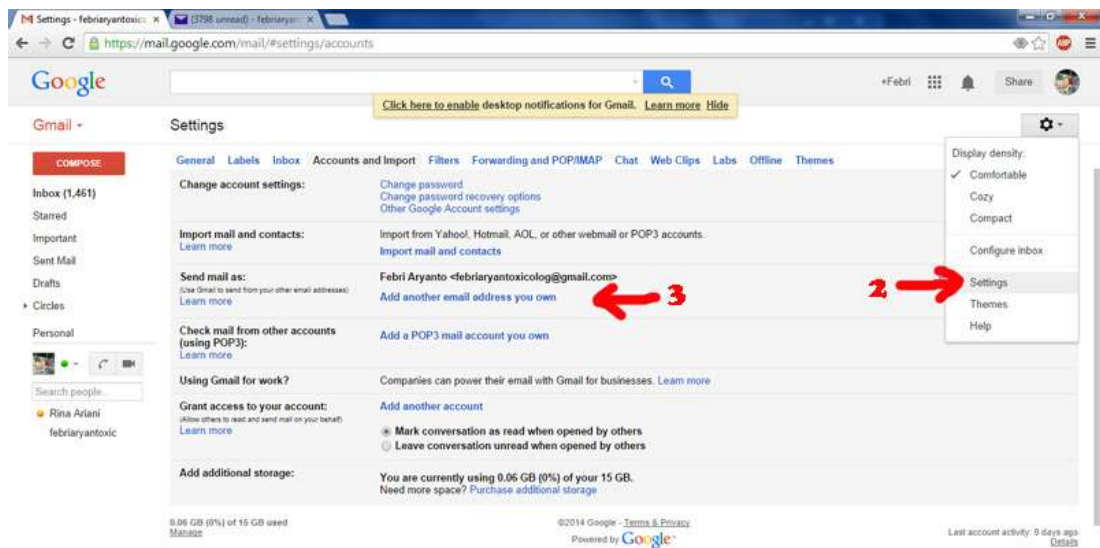 Settings - febriaryantoxic
(3798 unread) - febriaryan
https://mail.google.com/mail/#settings/accounts
ABP
Google
+Febri
Share
Click here to enable desktop notifications for Gmail. Learn more Hide
Gmail
Settings
COMPOSE
Inbox (1,461)
Starred
Important
Sent Mail
Drafts
Circles
Personal
Search people...
Rina Ariani
febriaryantoxic
General Labels Inbox Accounts and Import Filters Forwarding and POP/IMAP Chat Web Clips Labs Offline Themes
Change account settings:
Change password
Change password recovery options
Other Google Account settings
Import mail and contacts:
Learn more
Import from Yahoo!, Hotmail, AOL, or other webmail or POP3 accounts.
Import mail and contacts
Send mail as:
(Use Gmail to send from your other email addresses)
Learn more
Febri Aryanto <febriaryantoxicolog@gmail.com>
Add another email address you own
3
Check mail from other accounts
(using POP3):
Learn more
Add a POP3 mail account you own
Using Gmail for work?
Companies can power their email with Gmail for businesses. Learn more
Grant access to your account:
(Allow others to read and send mail on your behalf)
Learn more
Add another account
Mark conversation as read when opened by others
Leave conversation unread when opened by others
Add additional storage:
You are currently using 0.06 GB (0%) of your 15 GB.
Need more space? Purchase additional storage
Display density:
Comfortable
Cozy
Compact
Configure inbox
2
Settings
Themes
Help
0.06 GB (0%) of 15 GB used
Manage
©2014 Google - Terms & Privacy
Powered by Google
Last account activity: 9 days ago
Details